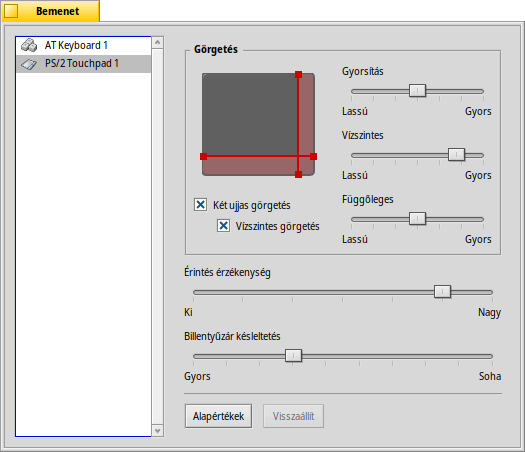 Bemenet
AT Keyboard 1
PS/2 Touchpad 1
Görgetés
Gyorsítás
Lassú Gyors
Vízszintes
Lassú Gyors
Függőleges
Lassú Gyors
Két ujjas görgetés
Vízszintes görgetés
Érintés érzékenység
Ki Nagy
Billentyűzár késleltetés
Gyors Soha
Alapértékek Visszaállít